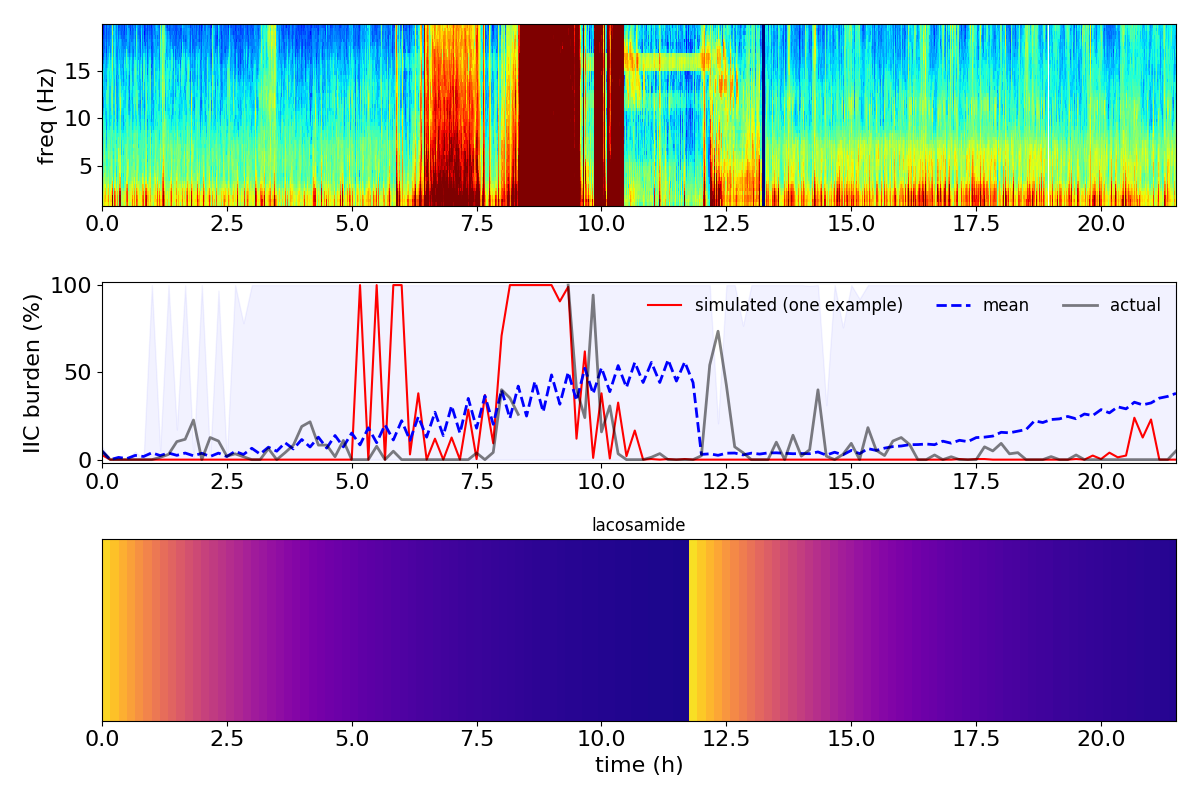 freq (Hz)
15
10
5
0.0 2.5 5.0 7.5 10.0 12.5 15.0 17.5 20.0
IIC burden (%)
100
50
0
simulated (one example) mean actual
0.0 2.5 5.0 7.5 10.0 12.5 15.0 17.5 20.0
lacosamide
0.0 2.5 5.0 7.5 10.0 12.5 15.0 17.5 20.0
time (h)